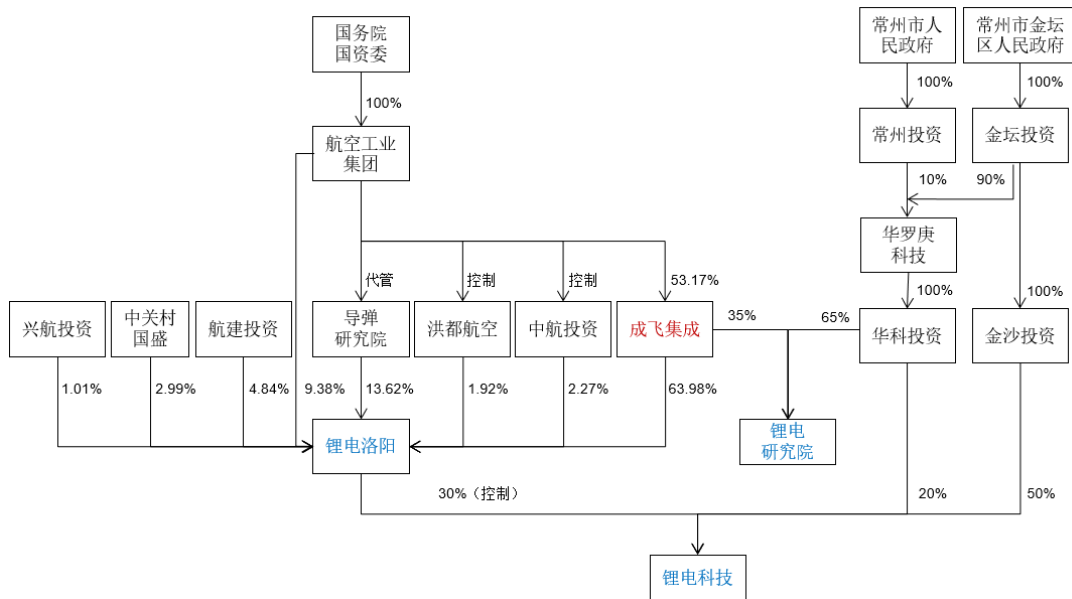 国务院
国资委
常州市人
民政府
常州市金坛
区人民政府
100%
100%
100%
航空工业
集团
常州投资
金坛投资
10%
90%
华罗庚
科技
代管
控制
控制
53.17%
100%
100%
兴航投资
中关村
国盛
航建投资
导弹
研究院
洪都航空
中航投资
成飞集成
35%
65%
华科投资
金沙投资
1.01%
2.99%
4.84%
9.38%
13.62%
1.92%
2.27%
63.98%
锂电洛阳
锂电
研究院
30%（控制）
20%
50%
锂电科技